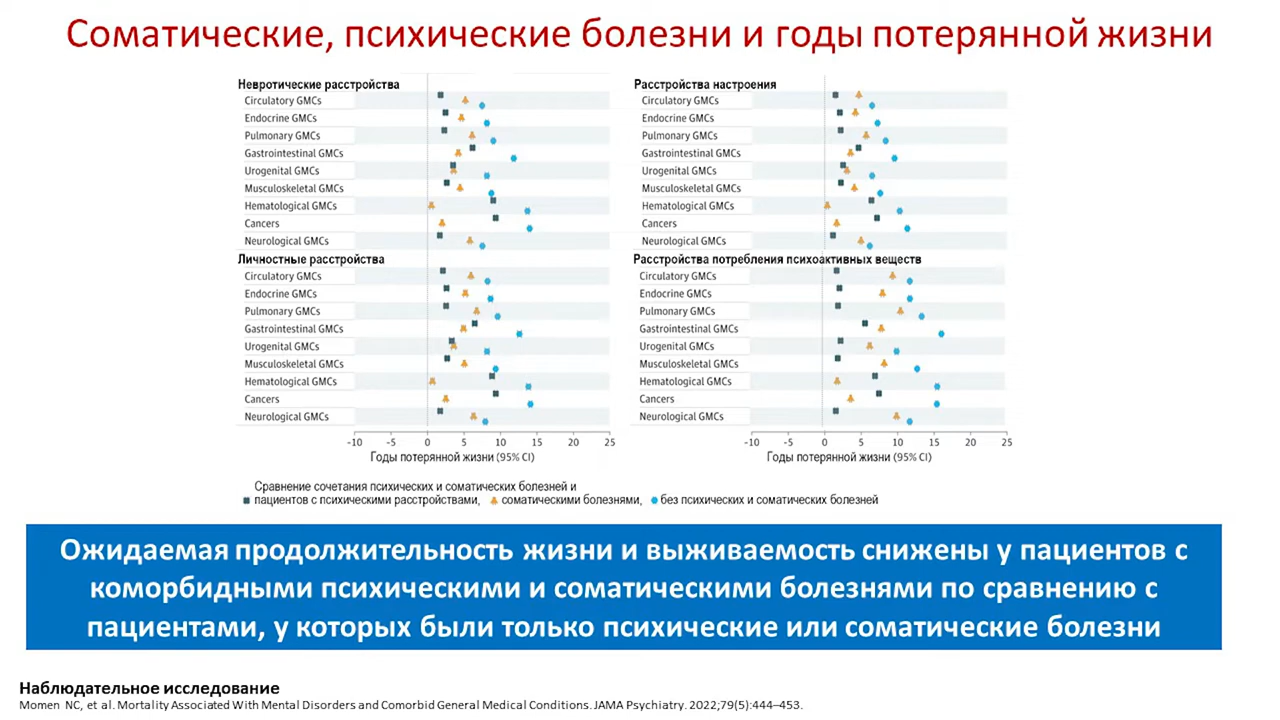 Соматические, психические болезни и годы потерянной жизни
Невротические расстройства
Circulatory GMCs
Endocrine GMCs
Pulmonary GMCs
Gastrointestinal GMCs
Urogenital GMCs
Musculoskeletal GMCs
Hematological GMCs
Cancers
Neurological GMCs
Личностные расстройства
Circulatory GMCs
Endocrine GMCs
Pulmonary GMCs
Gastrointestinal GMCs
Urogenital GMCs
Musculoskeletal GMCs
Hematological GMCs
Cancers
Neurological GMCs
-10 -5 0 5 10 15 20 25
Годы потерянной жизни (95% CI)
Расстройства настроения
Circulatory GMCs
Endocrine GMCs
Pulmonary GMCs
Gastrointestinal GMCs
Urogenital GMCs
Musculoskeletal GMCs
Hematological GMCs
Cancers
Neurological GMCs
Расстройства потребления психоактивных веществ
Circulatory GMCs
Endocrine GMCs
Pulmonary GMCs
Gastrointestinal GMCs
Urogenital GMCs
Musculoskeletal GMCs
Hematological GMCs
Cancers
Neurological GMCs
-10 -5 0 5 10 15 20 25
Годы потерянной жизни (95% CI)
Сравнение сочетания психических и соматических болезней и
пациентов с психическими расстройствами, соматическими болезнями, без психических и соматических болезней
Ожидаемая продолжительность жизни и выживаемость снижены у пациентов с
коморбидными психическими и соматическими болезнями по сравнению с
пациентами, у которых были только психические или соматические болезни
Наблюдательное исследование
Momen NC, et al. Mortality Associated With Mental Disorders and Comorbid General Medical Conditions. JAMA Psychiatry. 2022;79(5):444–453.